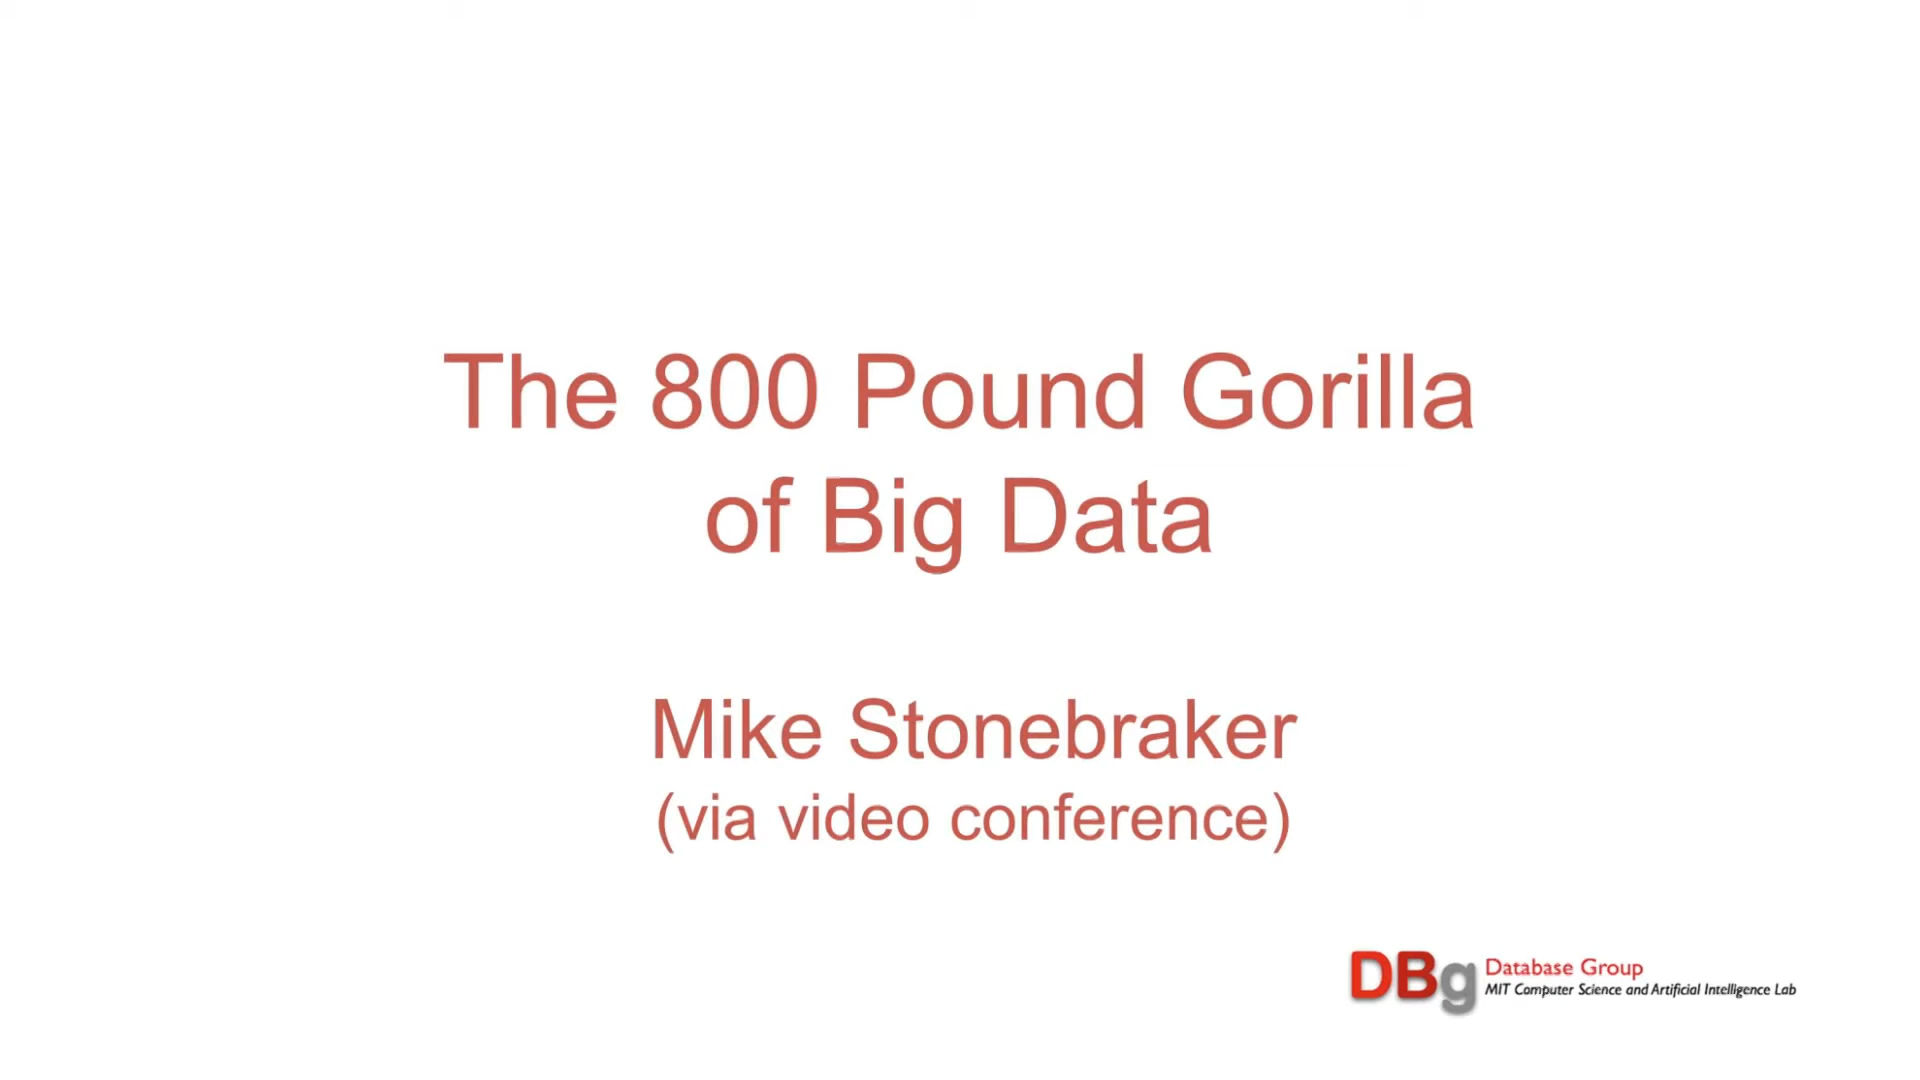 The 800 Pound Gorilla
of Big Data
Mike Stonebraker
(via video conference)
DBg
Database Group
MIT Computer Science and Artificial Intelligence Lab